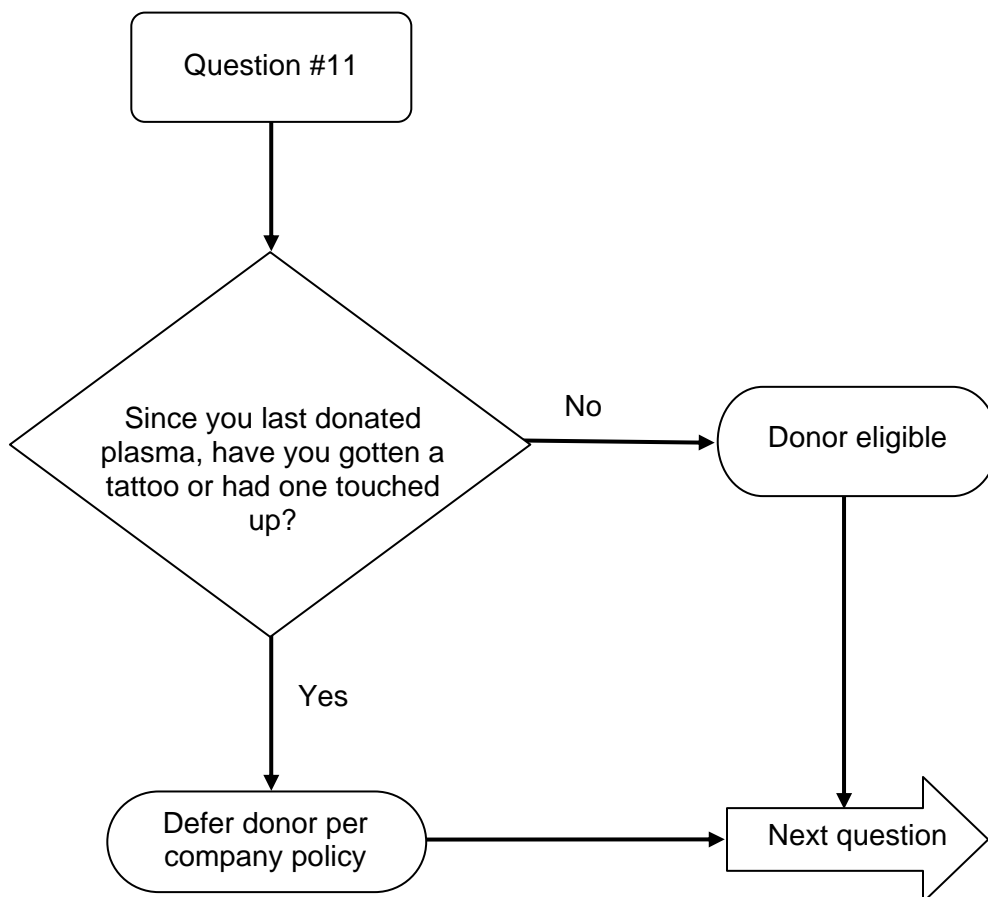 Question #11
Since you last donated
plasma, have you gotten a
tattoo or had one touched
up?
No
Donor eligible
Yes
Defer donor per
company policy
Next question